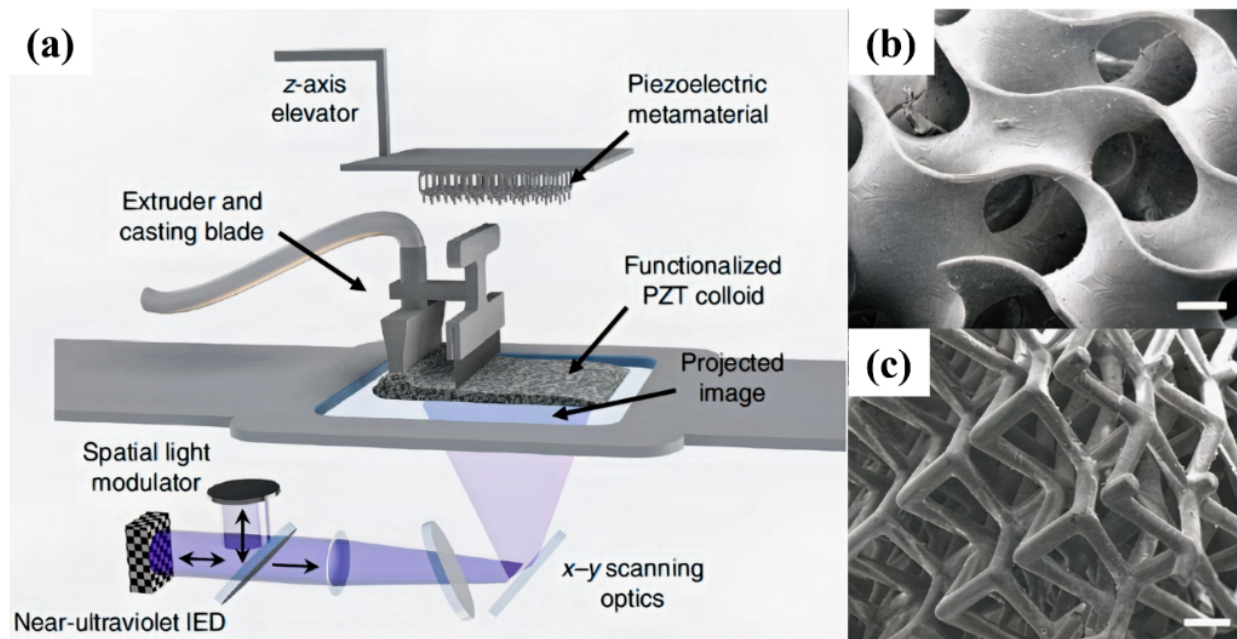 (a)
z-axis
elevator
Piezoelectric
metamaterial
Extruder and
casting blade
Functionalized
PZT colloid
Projected
image
Spatial light
modulator
Near-ultraviolet IED
x–y scanning
optics
(b)
(c)